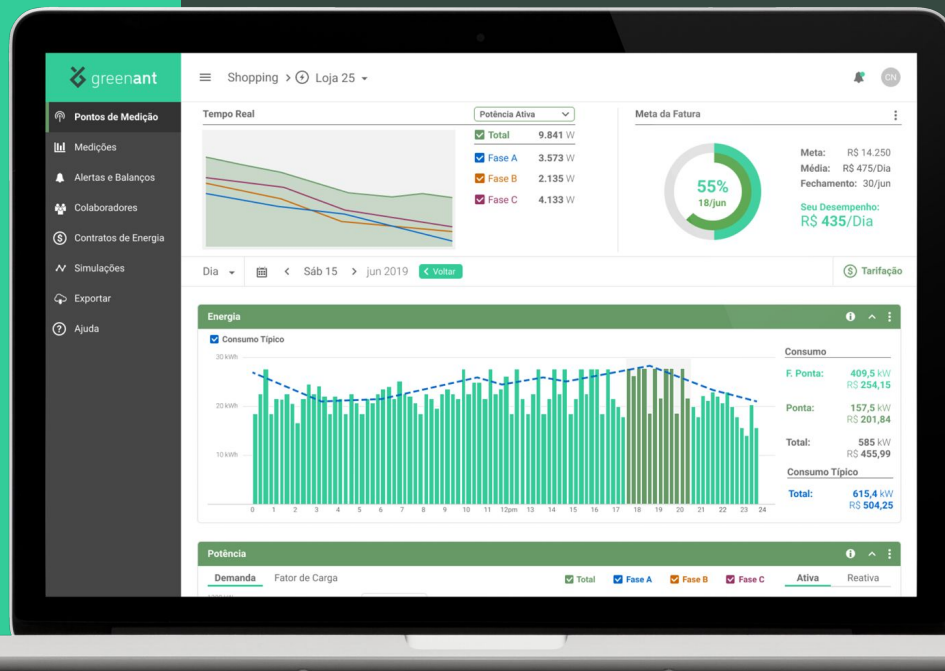 greenant
Shopping > Loja 25
CN
Pontos de Medição
Medições
Alertas e Balanços
Colaboradores
Contratos de Energia
Simulações
Exportar
Ajuda
Tempo Real
Potência Ativa
Total 9.841 W
Fase A 3.573 W
Fase B 2.135 W
Fase C 4.133 W
Meta da Fatura
55%
18/jun
Meta: R$ 14.250
Média: R$ 475/Dia
Fechamento: 30/jun
Seu Desempenho:
R$ 435/Dia
Dia < Sáb 15 > jun 2019 < Voltar
$ Tarifação
Energia
Consumo Típico
30 kWh
20 kWh
10 kWh
0 1 2 3 4 5 6 7 8 9 10 11 12pm 13 14 15 16 17 18 19 20 21 22 23 24
Consumo
F. Ponta: 409,5 kW
R$ 254,15
Ponta: 157,5 kW
R$ 201,84
Total: 585 kW
R$ 455,99
Consumo Típico
Total: 615,4 kW
R$ 504,25
Potência
Demanda Fator de Carga
Total Fase A Fase B Fase C
Ativa Reativa